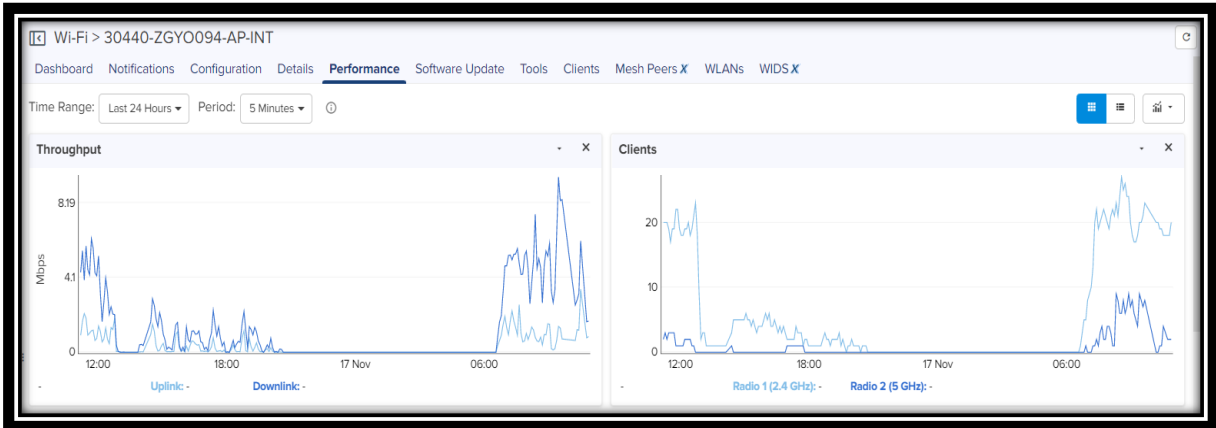 Wi-Fi > 30440-ZGYO094-AP-INT
Dashboard Notifications Configuration Details Performance Software Update Tools Clients Mesh Peers X WLANs WIDS X
Time Range: Last 24 Hours Period: 5 Minutes
Throughput
Mbps
8.19
4.1
0
12:00 18:00 17 Nov 06:00
- Uplink: - Downlink: -
Clients
20
10
0
12:00 18:00 17 Nov 06:00
- Radio 1 (2.4 GHz): - Radio 2 (5 GHz): -